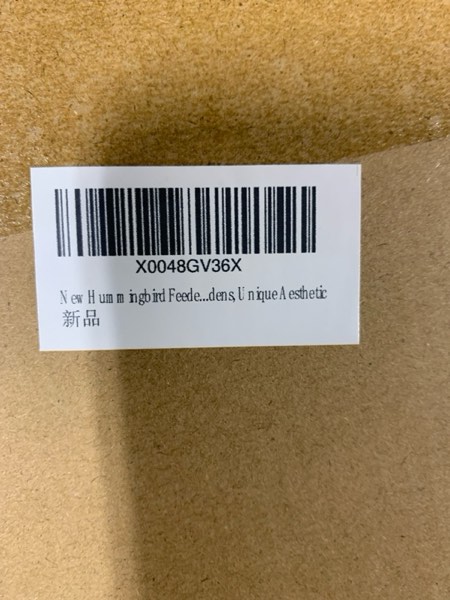 X0048GV36X
New Hummingbird Feede...dens, Unique Aesthetic
新品